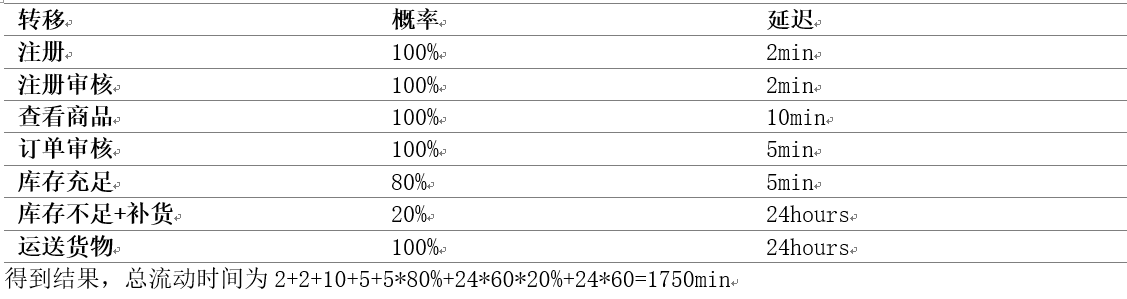 转移 概率 延迟
注册 100% 2min
注册审核 100% 2min
查看商品 100% 10min
订单审核 100% 5min
库存充足 80% 5min
库存不足+补货 20% 24hours
运送货物 100% 24hours
得到结果，总流动时间为 2+2+10+5+5*80%+24*60*20%+24*60=1750min